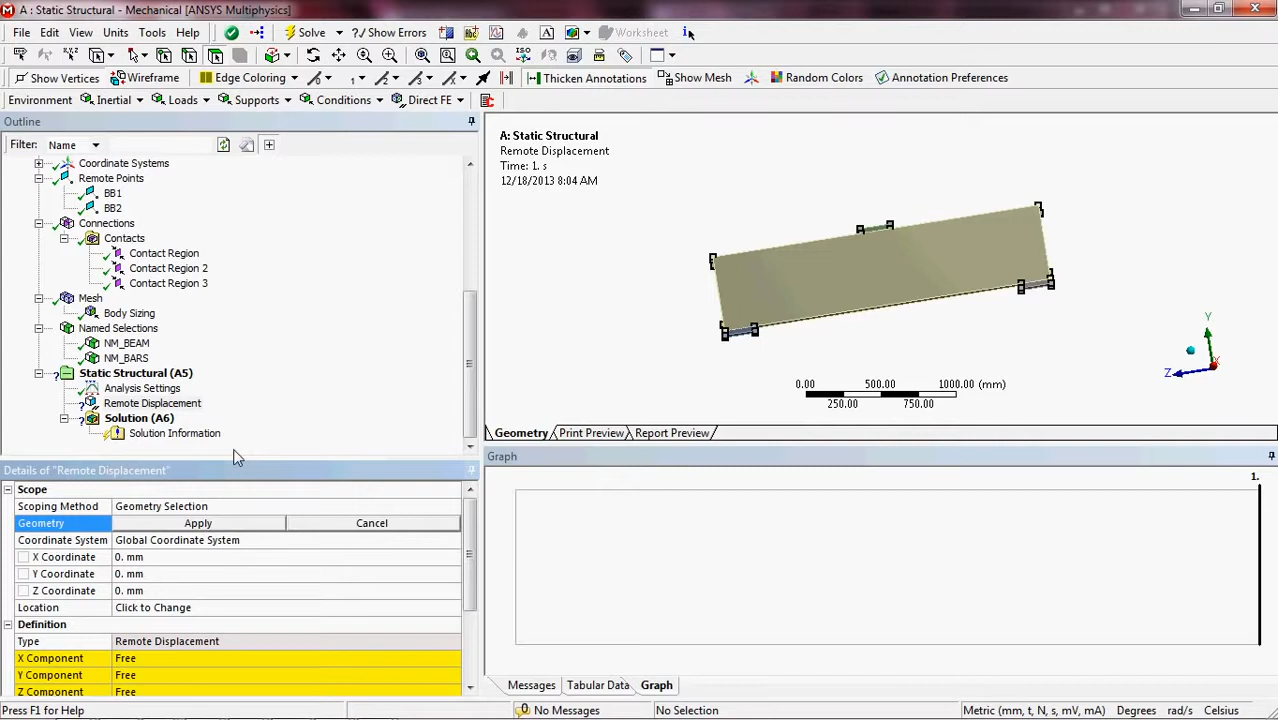 A : Static Structural - Mechanical [ANSYS Multiphysics]
File Edit View Units Tools Help Solve ?/Show Errors Worksheet
Show Vertices Wireframe Edge Coloring Thicken Annotations Show Mesh Random Colors Annotation Preferences
Environment Inertial Loads Supports Conditions Direct FE
Outline
Filter: Name
Coordinate Systems
Remote Points
BB1
BB2
Connections
Contacts
Contact Region
Contact Region 2
Contact Region 3
Mesh
Body Sizing
Named Selections
NM_BEAM
NM_BARS
Static Structural (A5)
Analysis Settings
Remote Displacement
Solution (A6)
Solution Information
A: Static Structural
Remote Displacement
Time: 1. s
12/18/2013 8:04 AM
Y
X
Z
0.00 500.00 1000.00 (mm)
250.00 750.00
Geometry Print Preview Report Preview
Details of "Remote Displacement"
Scope
Scoping Method Geometry Selection
Geometry Apply Cancel
Coordinate System Global Coordinate System
X Coordinate 0. mm
Y Coordinate 0. mm
Z Coordinate 0. mm
Location Click to Change
Definition
Type Remote Displacement
X Component Free
Y Component Free
Z Component Free
Graph
1.
Messages Tabular Data Graph
Press F1 for Help No Messages No Selection Metric (mm, t, N, s, mV, mA) Degrees rad/s Celsius